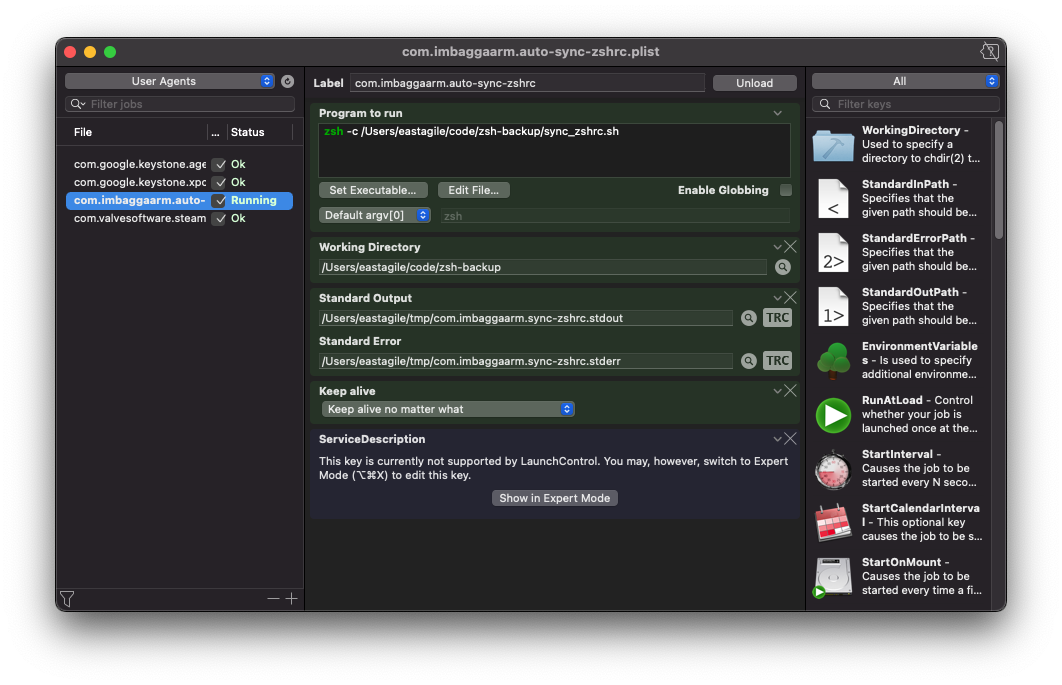 com.imbaggaarm.auto-sync-zshrc.plist
User Agents
Filter jobs
File ... Status
com.google.keystone.age Ok
com.google.keystone.xpc Ok
com.imbaggaarm.auto- Running
com.valvesoftware.steam Ok
Label com.imbaggaarm.auto-sync-zshrc Unload
Program to run
zsh -c /Users/eastagile/code/zsh-backup/sync_zshrc.sh
Set Executable... Edit File... Enable Globbing
Default argv[0] zsh
Working Directory
/Users/eastagile/code/zsh-backup
Standard Output
/Users/eastagile/tmp/com.imbaggaarm.sync-zshrc.stdout TRC
Standard Error
/Users/eastagile/tmp/com.imbaggaarm.sync-zshrc.stderr TRC
Keep alive
Keep alive no matter what
ServiceDescription
This key is currently not supported by LaunchControl. You may, however, switch to Expert
Mode (⌥⌘X) to edit this key.
Show in Expert Mode
All
Filter keys
WorkingDirectory -
Used to specify a
directory to chdir(2) t...
<
StandardInPath -
Specifies that the
given path should be...
2>
StandardErrorPath -
Specifies that the
given path should be...
1>
StandardOutPath -
Specifies that the
given path should be...
EnvironmentVariable
s - Is used to specify
additional environme...
RunAtLoad - Control
whether your job is
launched once at the...
StartInterval -
Causes the job to be
started every N seco...
StartCalendarInterva
l - This optional key
causes the job to be s...
StartOnMount -
Causes the job to be
started every time a fi...